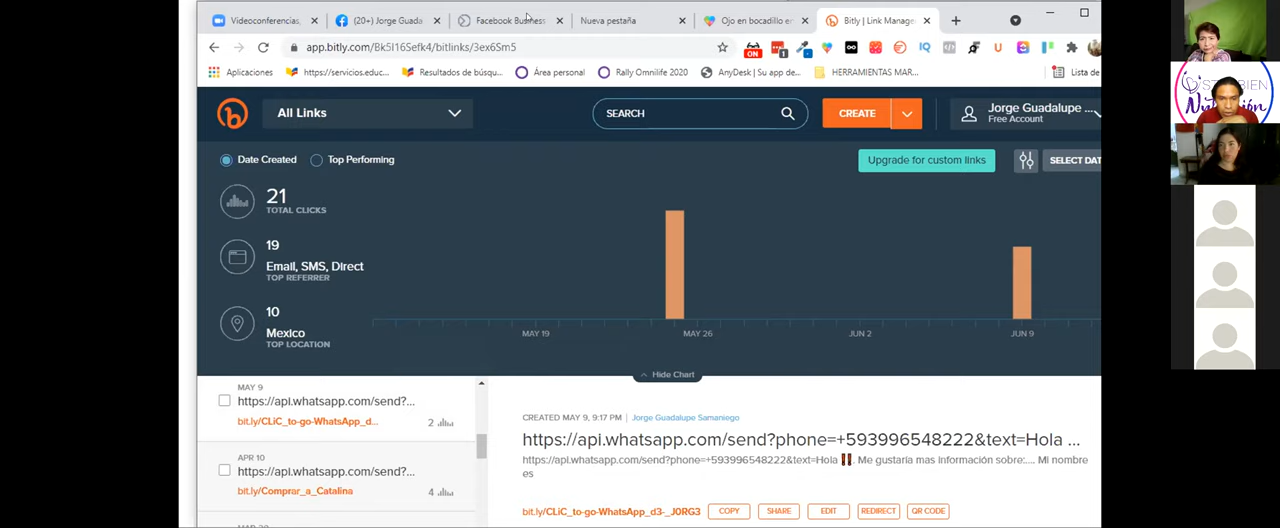 Videoconferencias,
(20+) Jorge Guada
Facebook Business
Nueva pestaña
Ojo en bocadillo en
Bitly | Link Manage
app.bitly.com/Bk5I16Sefk4/bitlinks/3ex6Sm5
ON
Aplicaciones
https://servicios.educ...
Resultados de búsqu...
Área personal
Rally Omnilife 2020
AnyDesk | Su app de...
HERRAMIENTAS MAR...
Lista de
All Links
SEARCH
CREATE
Jorge Guadalupe ...
Free Account
Date Created
Top Performing
Upgrade for custom links
SELECT DAT
21
TOTAL CLICKS
19
Email, SMS, Direct
TOP REFERRER
10
Mexico
TOP LOCATION
MAY 19
MAY 26
JUN 2
JUN 9
Hide Chart
MAY 9
https://api.whatsapp.com/send?...
bit.ly/CLiC_to-go-WhatsApp_d...
2
APR 10
https://api.whatsapp.com/send?...
bit.ly/Comprar_a_Catalina
4
CREATED MAY 9, 9:17 PM | Jorge Guadalupe Samaniego
https://api.whatsapp.com/send?phone=+593996548222&text=Hola ...
https://api.whatsapp.com/send?phone=+593996548222&text=Hola . Me gustaria mas información sobre:.... Mi nombre
es
bit.ly/CLiC_to-go-WhatsApp_d3-_J0RG3
COPY
SHARE
EDIT
REDIRECT
QR CODE